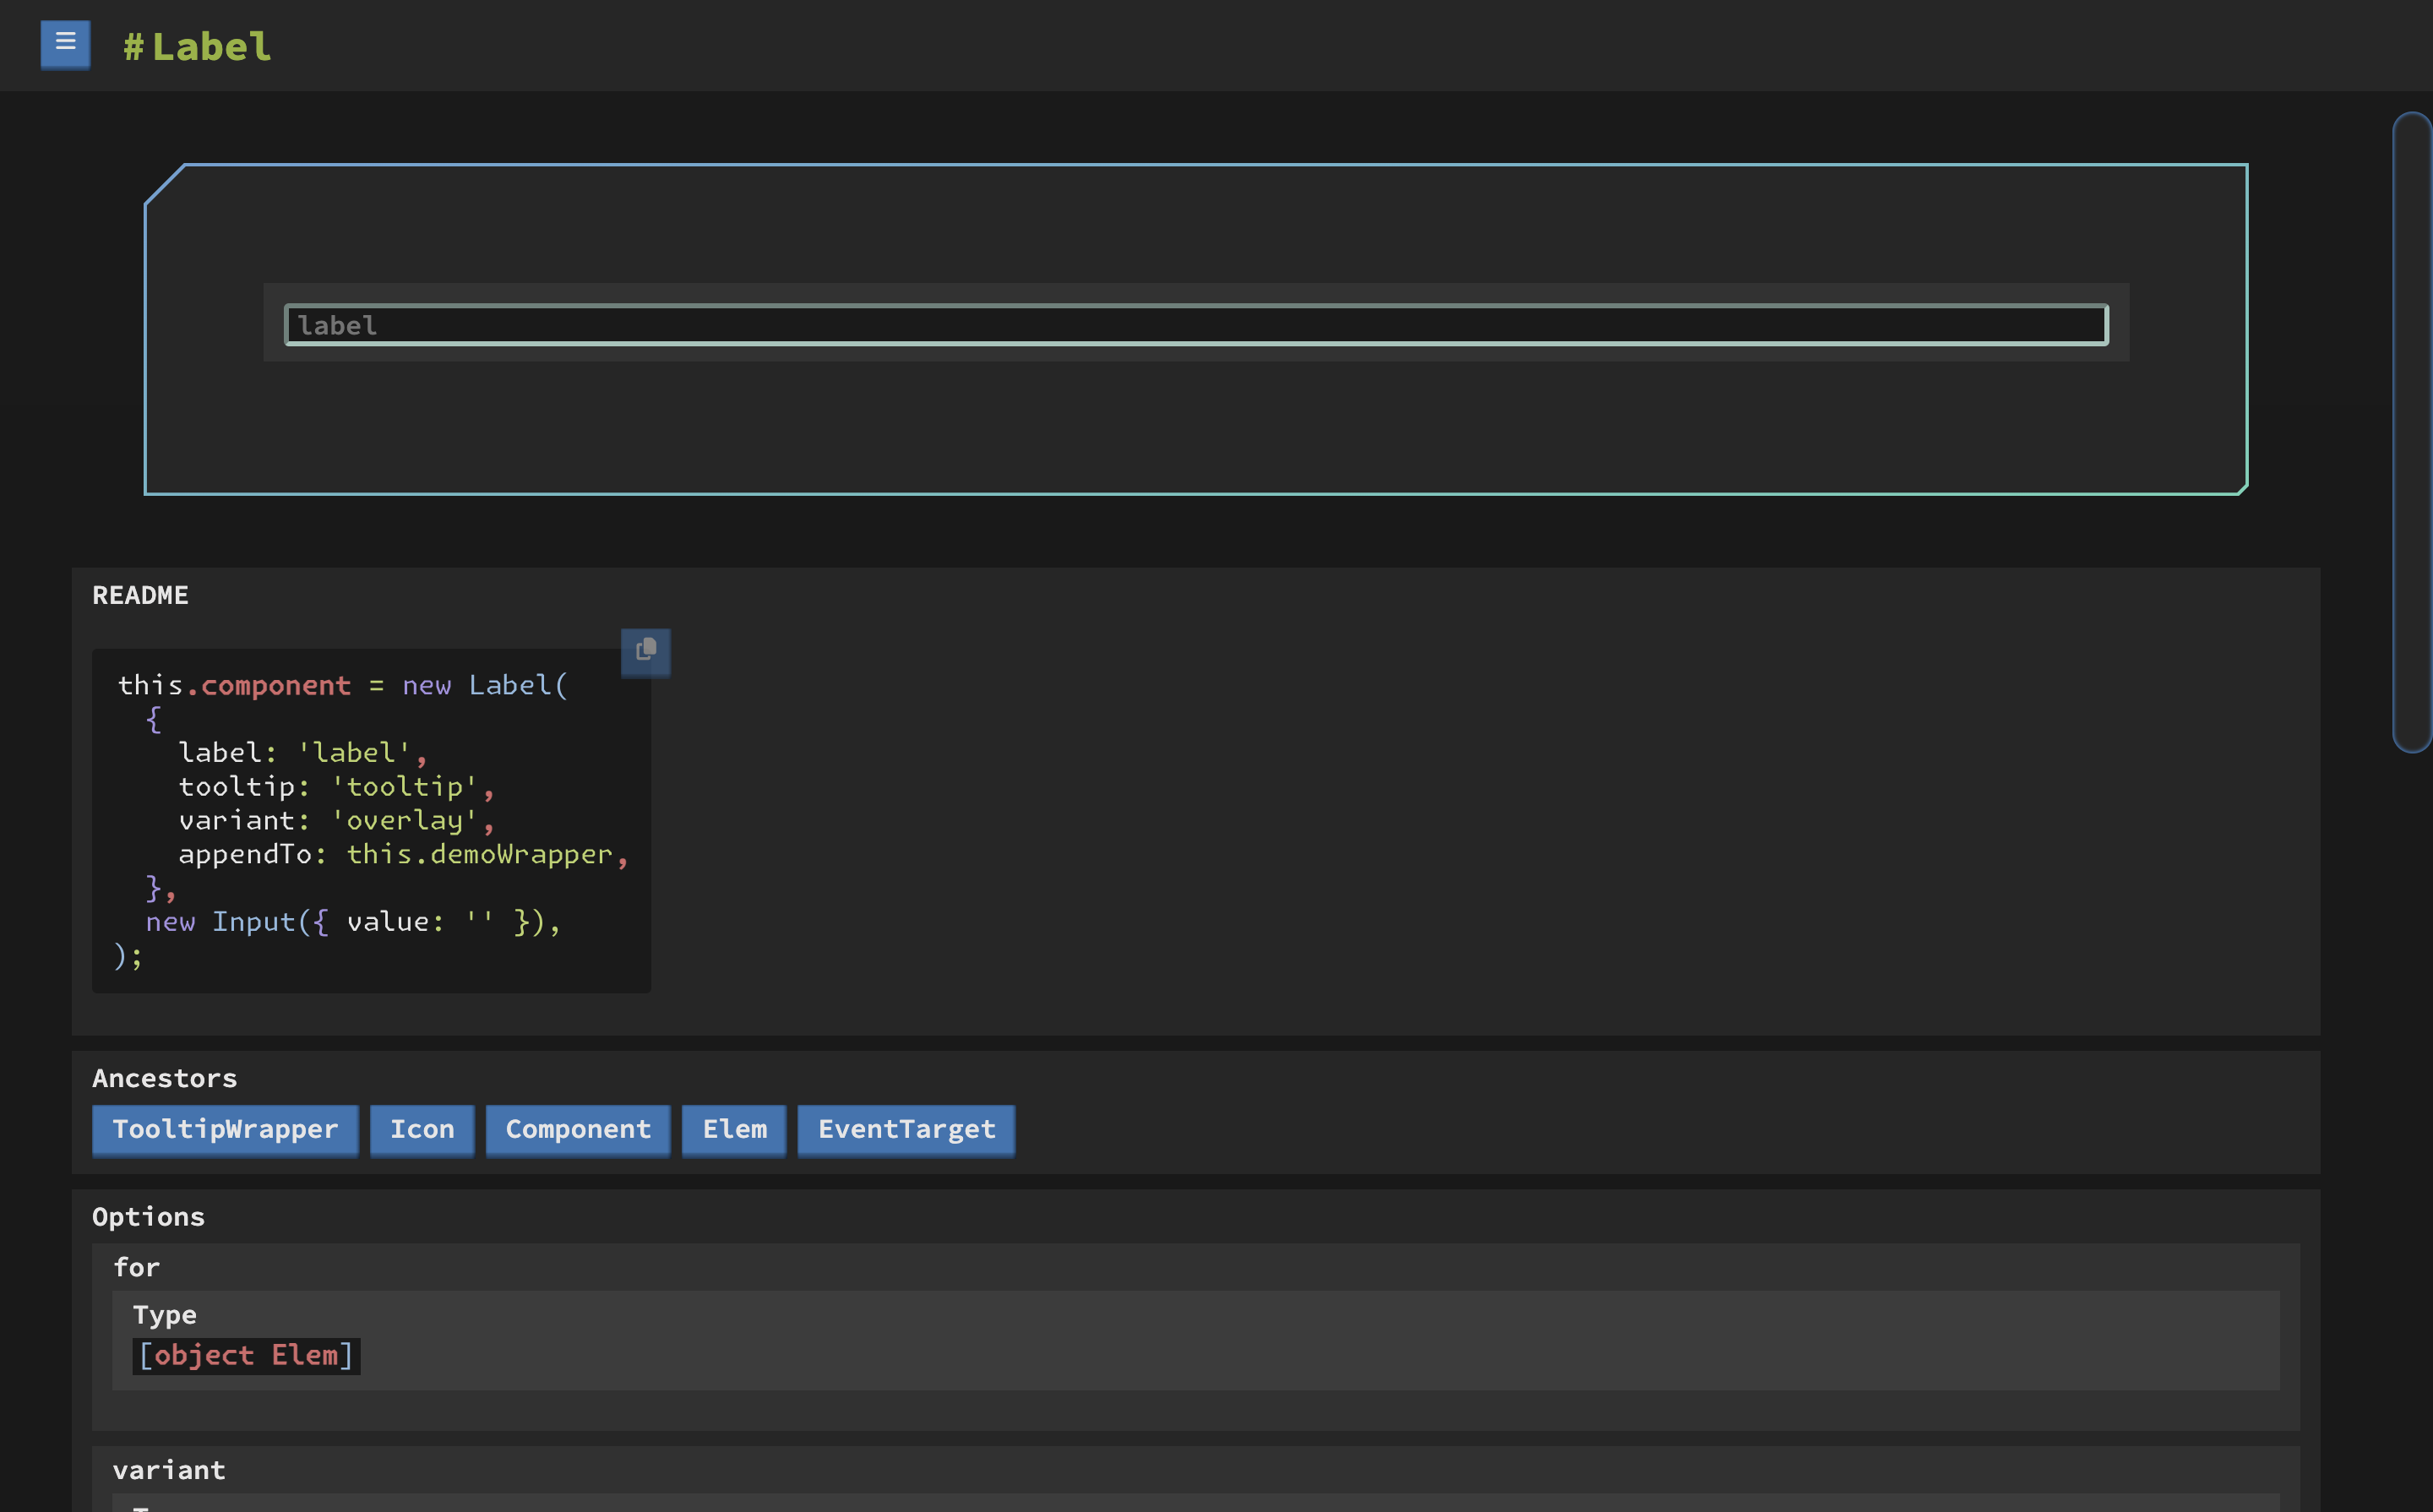 #Label
label
README
this.component = new Label(
  {
    label: 'label',
    tooltip: 'tooltip',
    variant: 'overlay',
    appendTo: this.demoWrapper,
  },
  new Input({ value: '' }),
);
Ancestors
TooltipWrapper Icon Component Elem EventTarget
Options
for
Type
[object Elem]
variant